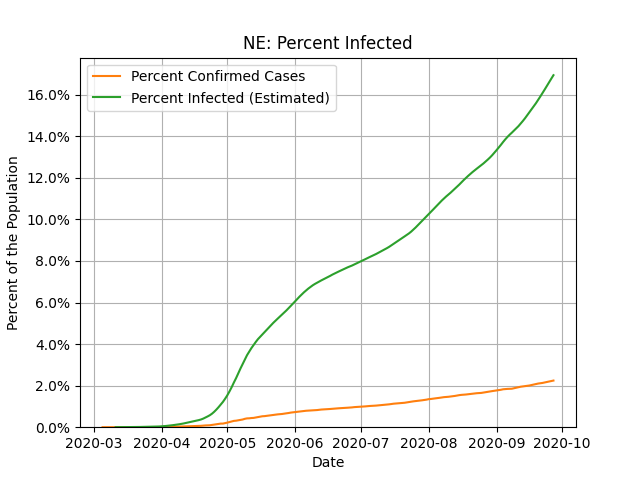 NE: Percent Infected
Percent Confirmed Cases
Percent Infected (Estimated)
Percent of the Population
16.0%
14.0%
12.0%
10.0%
8.0%
6.0%
4.0%
2.0%
0.0%
2020-03 2020-04 2020-05 2020-06 2020-07 2020-08 2020-09 2020-10
Date